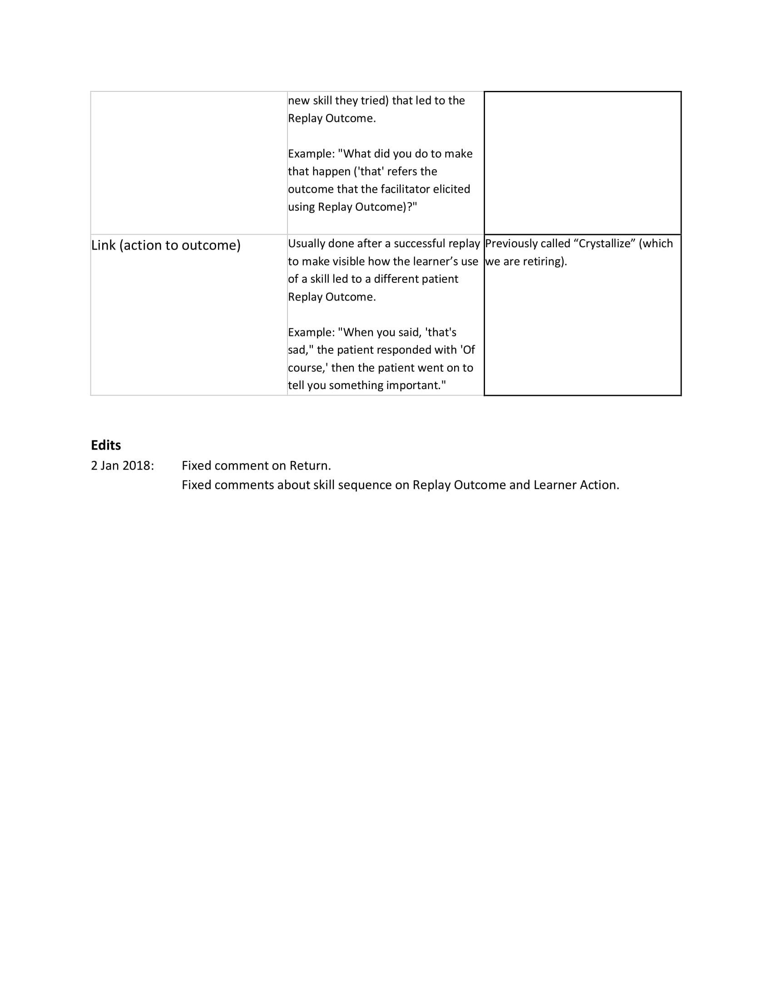 new skill they tried) that led to the
Replay Outcome.
Example: "What did you do to make
that happen ('that' refers the
outcome that the facilitator elicited
using Replay Outcome)?"
Link (action to outcome)
Usually done after a successful replay
to make visible how the learner’s use
of a skill led to a different patient
Replay Outcome.
Example: "When you said, 'that's
sad," the patient responded with 'Of
course,' then the patient went on to
tell you something important."
Previously called “Crystallize” (which
we are retiring).
Edits
2 Jan 2018: Fixed comment on Return.
Fixed comments about skill sequence on Replay Outcome and Learner Action.